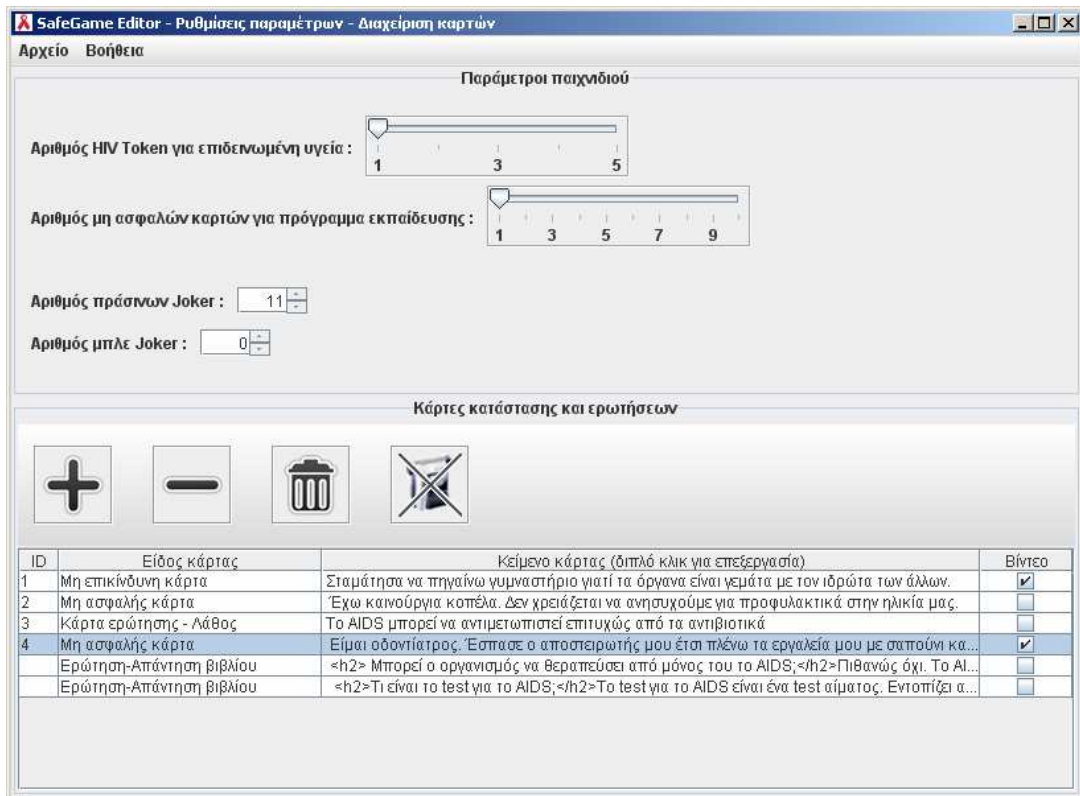 SafeGame Editor - Ρυθμίσεις παραμέτρων - Διαχείριση καρτών
Αρχείο Βοήθεια
Παράμετροι παιχνιδιού
Αριθμός HIV Token για επιδεινωμένη υγεία :
1 3 5
Αριθμός μη ασφαλών καρτών για πρόγραμμα εκπαίδευσης :
1 3 5 7 9
Αριθμός πράσινων Joker : 11
Αριθμός μπλε Joker : 0
Κάρτες κατάστασης και ερωτήσεων
ID Είδος κάρτας Κείμενο κάρτας (διπλό κλικ για επεξεργασία) Βίντεο
1 Μη επικίνδυνη κάρτα Σταμάτησα να πηγαίνω γυμναστήριο γιατί τα όργανα είναι γεμάτα με τον ιδρώτα των άλλων.
2 Μη ασφαλής κάρτα Έχω καινούργια κοπέλα. Δεν χρειάζεται να ανησυχούμε για προφυλακτικά στην ηλικία μας.
3 Κάρτα ερώτησης - Λάθος Το AIDS μπορεί να αντιμετωπιστεί επιτυχώς από τα αντιβιοτικά
4 Μη ασφαλής κάρτα Είμαι οδοντίατρος. Έσπασε ο αποστειρωτής μου έτσι πλένω τα εργαλεία μου με σαπούνι κα...
Ερώτηση-Απάντηση βιβλίου <h2> Μπορεί ο οργανισμός να θεραπεύσει από μόνος του το AIDS;</h2>Πιθανώς όχι. Το AI...
Ερώτηση-Απάντηση βιβλίου <h2>Τι είναι το test για το AIDS;</h2>Το test για το AIDS είναι ένα test αίματος. Εντοπίζει α...